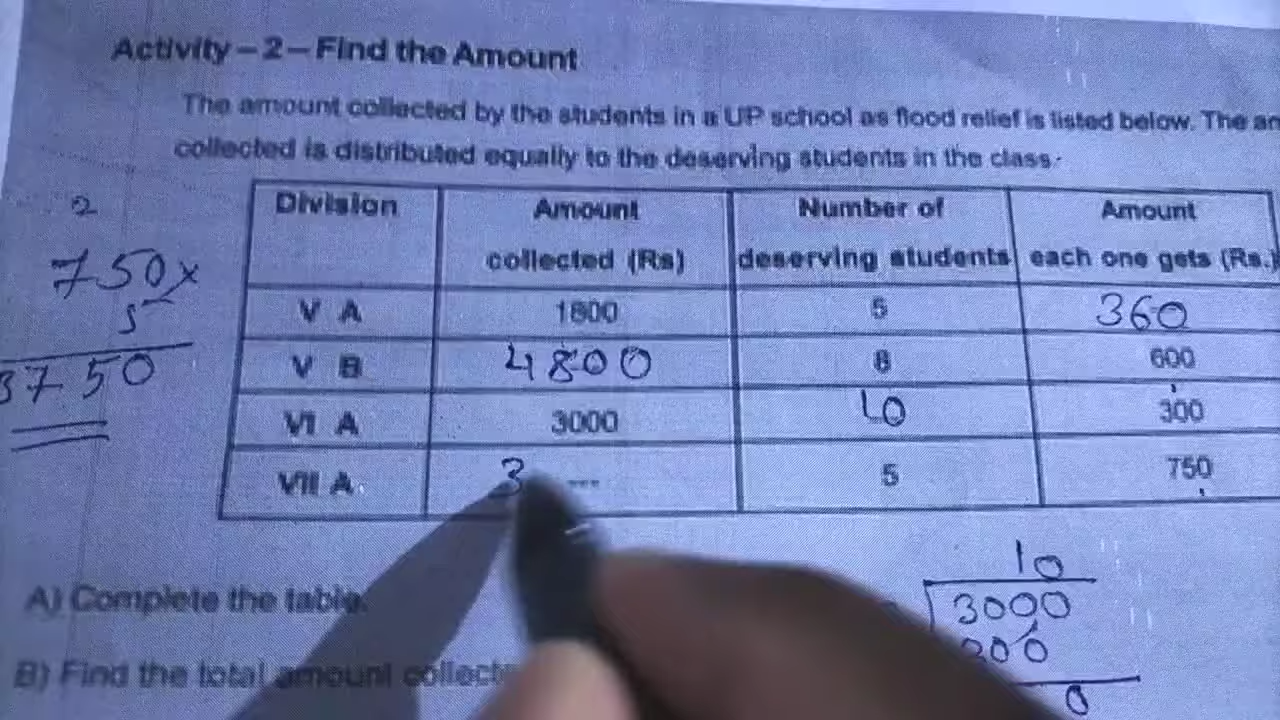 Activity – 2 – Find the Amount
The amount collected by the students in a UP school as flood relief is listed below. The
collected is distributed equally to the deserving students in the class.
Division Amount collected (Rs) Number of deserving students Amount each one gets (Rs.)
V A 1800 5 360
V B 4800 8 600
VI A 3000 10 300
VII A 3 --- 5 750
2
750x
5
3750
A) Complete the table.
B) Find the total amount
10
3000
300
0